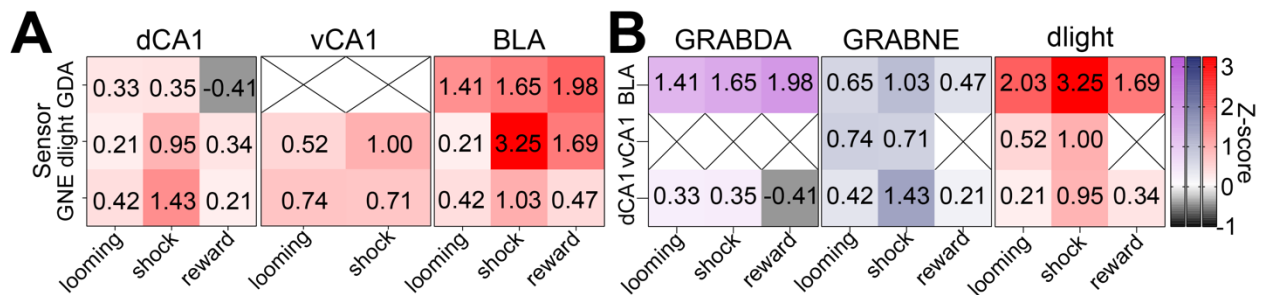 A
B
dCA1 vCA1 BLA
GRABDA GRABNE dlight
Sensor
GNE dlight GDA
0.33 0.35 -0.41
1.41 1.65 1.98
0.21 0.95 0.34
0.52 1.00
0.21 3.25 1.69
0.42 1.43 0.21
0.74 0.71
0.42 1.03 0.47
looming shock reward
looming shock
looming shock reward
dCA1 vCA1 BLA
1.41 1.65 1.98
0.65 1.03 0.47
2.03 3.25 1.69
0.74 0.71
0.52 1.00
0.33 0.35 -0.41
0.42 1.43 0.21
0.21 0.95 0.34
looming shock reward
looming shock reward
looming shock reward
3
2
1
0
-1
Z-score